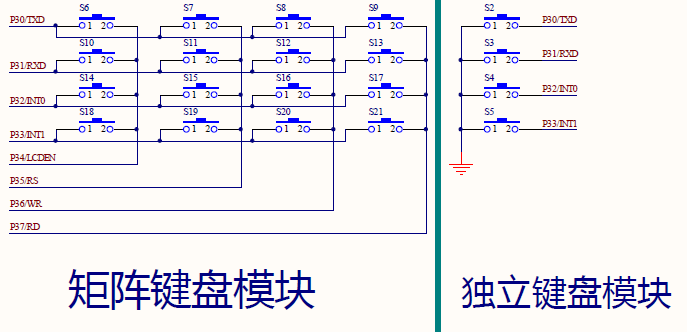 S6 S7 S8 S9
P30/TXD 1 2 1 2 1 2 1 2
S10 S11 S12 S13
P31/RXD 1 2 1 2 1 2 1 2
S14 S15 S16 S17
P32/INT0 1 2 1 2 1 2 1 2
S18 S19 S20 S21
1 2 1 2 1 2 1 2
P33/INT1
P34/LCDEN
P35/RS
P36/WR
P37/RD
矩阵键盘模块
S2
1 2 P30/TXD
S3
1 2 P31/RXD
S4
1 2 P32/INT0
S5
1 2 P33/INT1
独立键盘模块